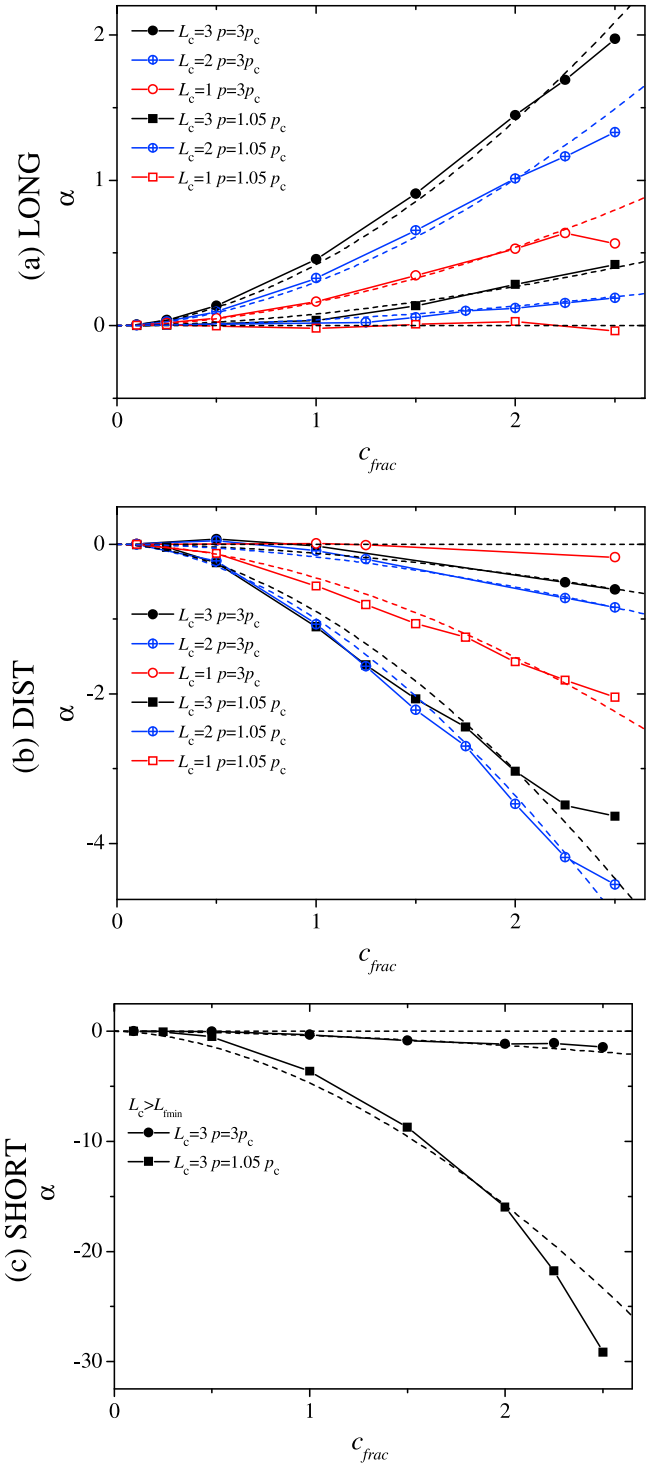 (a) LONG
α
2
1
0
L_c=3 p=3p_c
L_c=2 p=3p_c
L_c=1 p=3p_c
L_c=3 p=1.05 p_c
L_c=2 p=1.05 p_c
L_c=1 p=1.05 p_c
0 1 2
c_frac
(b) DIST
α
0
-2
-4
L_c=3 p=3p_c
L_c=2 p=3p_c
L_c=1 p=3p_c
L_c=3 p=1.05 p_c
L_c=2 p=1.05 p_c
L_c=1 p=1.05 p_c
0 1 2
c_frac
(c) SHORT
α
0
-10
-20
-30
L_c>L_fmin
L_c=3 p=3p_c
L_c=3 p=1.05 p_c
0 1 2
c_frac